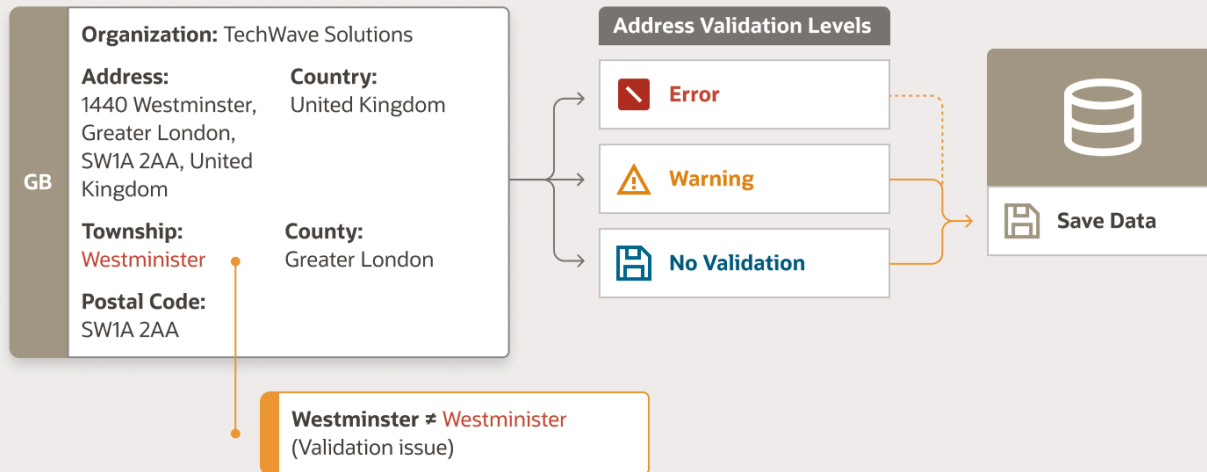 GB
Organization: TechWave Solutions
Address:
1440 Westminster,
Greater London,
SW1A 2AA, United
Kingdom
Country:
United Kingdom
Township:
Westminister
County:
Greater London
Postal Code:
SW1A 2AA
Westminster ≠ Westminister
(Validation issue)
Address Validation Levels
Error
Warning
No Validation
Save Data